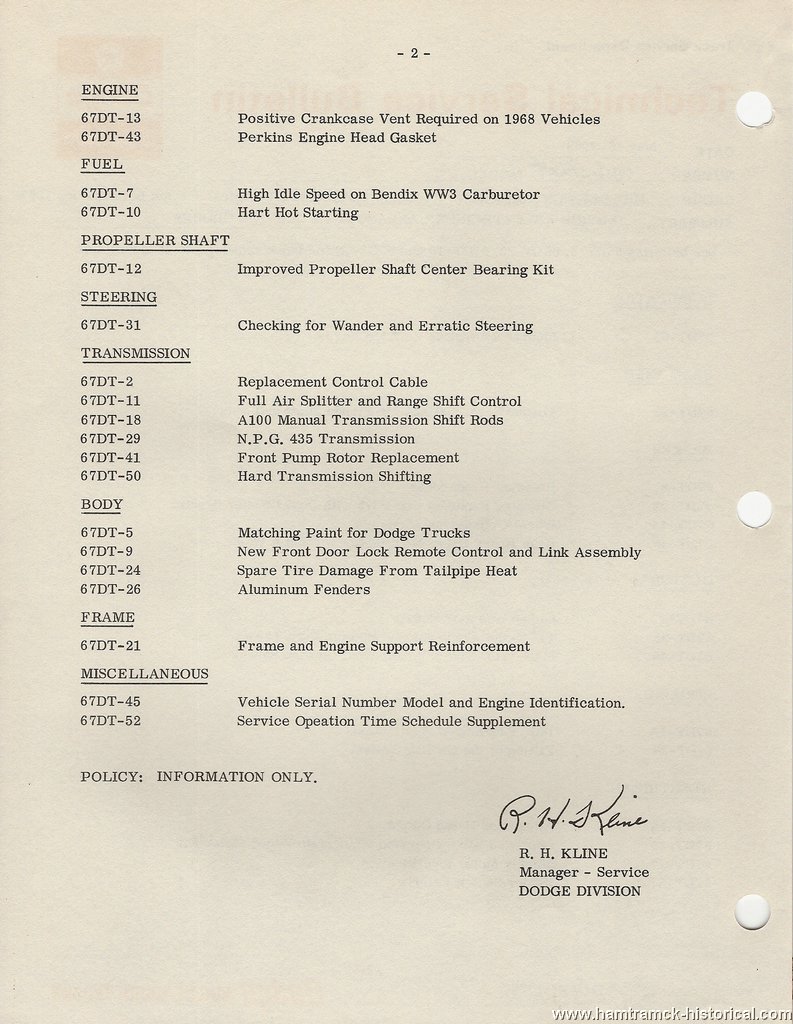 - 2 -
ENGINE
67DT-13 Positive Crankcase Vent Required on 1968 Vehicles
67DT-43 Perkins Engine Head Gasket
FUEL
67DT-7 High Idle Speed on Bendix WW3 Carburetor
67DT-10 Hart Hot Starting
PROPELLER SHAFT
67DT-12 Improved Propeller Shaft Center Bearing Kit
STEERING
67DT-31 Checking for Wander and Erratic Steering
TRANSMISSION
67DT-2 Replacement Control Cable
67DT-11 Full Air Splitter and Range Shift Control
67DT-18 A100 Manual Transmission Shift Rods
67DT-29 N.P.G. 435 Transmission
67DT-41 Front Pump Rotor Replacement
67DT-50 Hard Transmission Shifting
BODY
67DT-5 Matching Paint for Dodge Trucks
67DT-9 New Front Door Lock Remote Control and Link Assembly
67DT-24 Spare Tire Damage From Tailpipe Heat
67DT-26 Aluminum Fenders
FRAME
67DT-21 Frame and Engine Support Reinforcement
MISCELLANEOUS
67DT-45 Vehicle Serial Number Model and Engine Identification.
67DT-52 Service Opeation Time Schedule Supplement
POLICY: INFORMATION ONLY.
R. H. Kline
R. H. KLINE
Manager - Service
DODGE DIVISION
www.hamtramck-historical.com